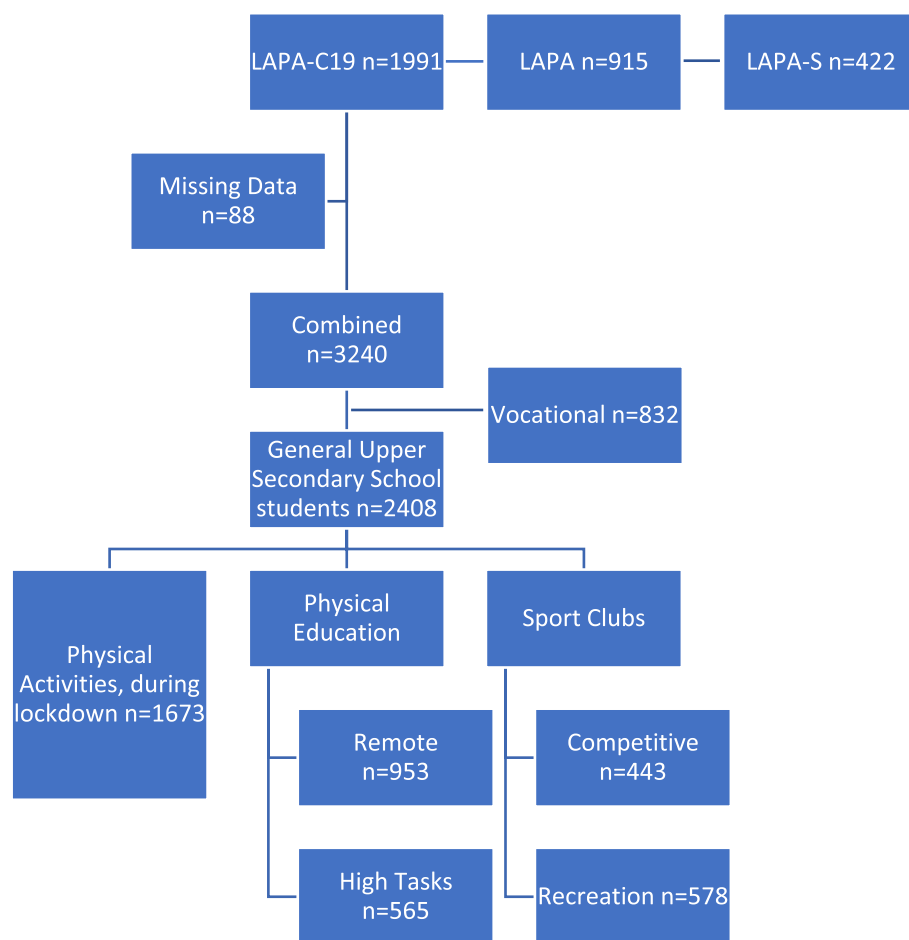 LAPA-C19 n=1991
LAPA n=915
LAPA-S n=422
Missing Data
n=88
Combined
n=3240
Vocational n=832
General Upper
Secondary School
students n=2408
Physical
Activities, during
lockdown n=1673
Physical
Education
Sport Clubs
Remote
n=953
Competitive
n=443
High Tasks
n=565
Recreation n=578